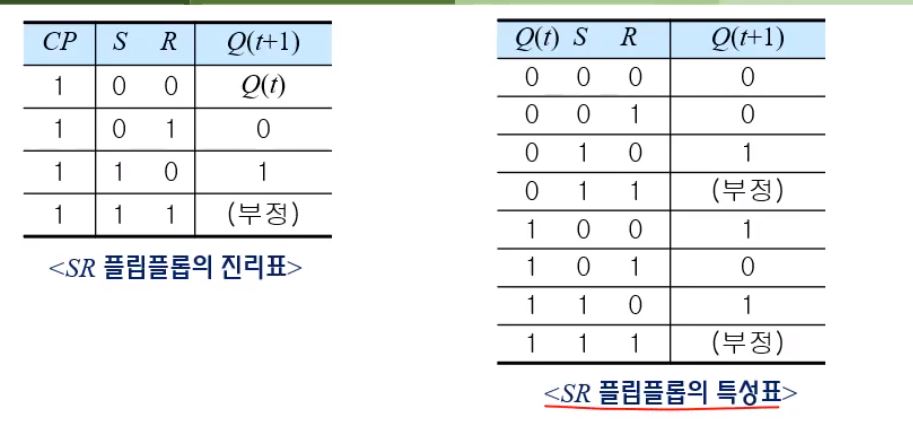 CP S R Q(t+1)
1 0 0 Q(t)
1 0 1 0
1 1 0 1
1 1 1 (부정)
<SR 플립플롭의 진리표>
Q(t) S R Q(t+1)
0 0 0 0
0 0 1 0
0 1 0 1
0 1 1 (부정)
1 0 0 1
1 0 1 0
1 1 0 1
1 1 1 (부정)
<SR 플립플롭의 특성표>